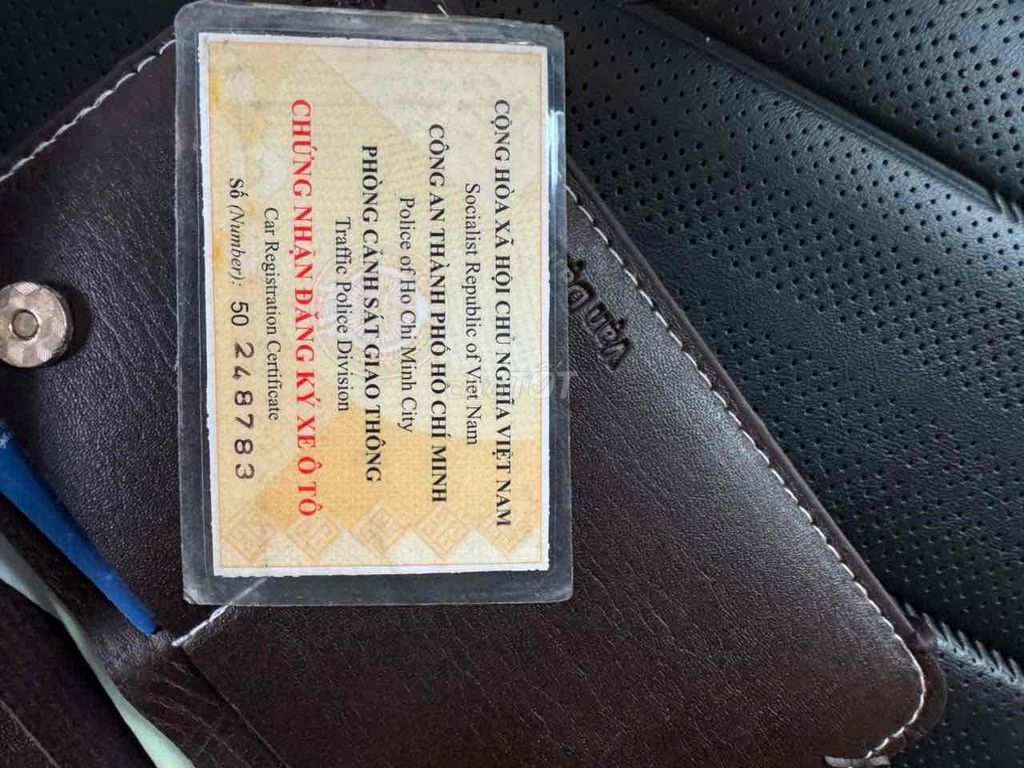 CỘNG HÒA XÃ HỘI CHỦ NGHĨA VIỆT NAM
Socialist Republic of Viet Nam
CÔNG AN THÀNH PHỐ HỒ CHÍ MINH
Police of Ho Chi Minh City
PHÒNG CẢNH SÁT GIAO THÔNG
Traffic Police Division
CHỨNG NHẬN ĐĂNG KÝ XE Ô TÔ
Car Registration Certificate
Số (Number): 50 248783